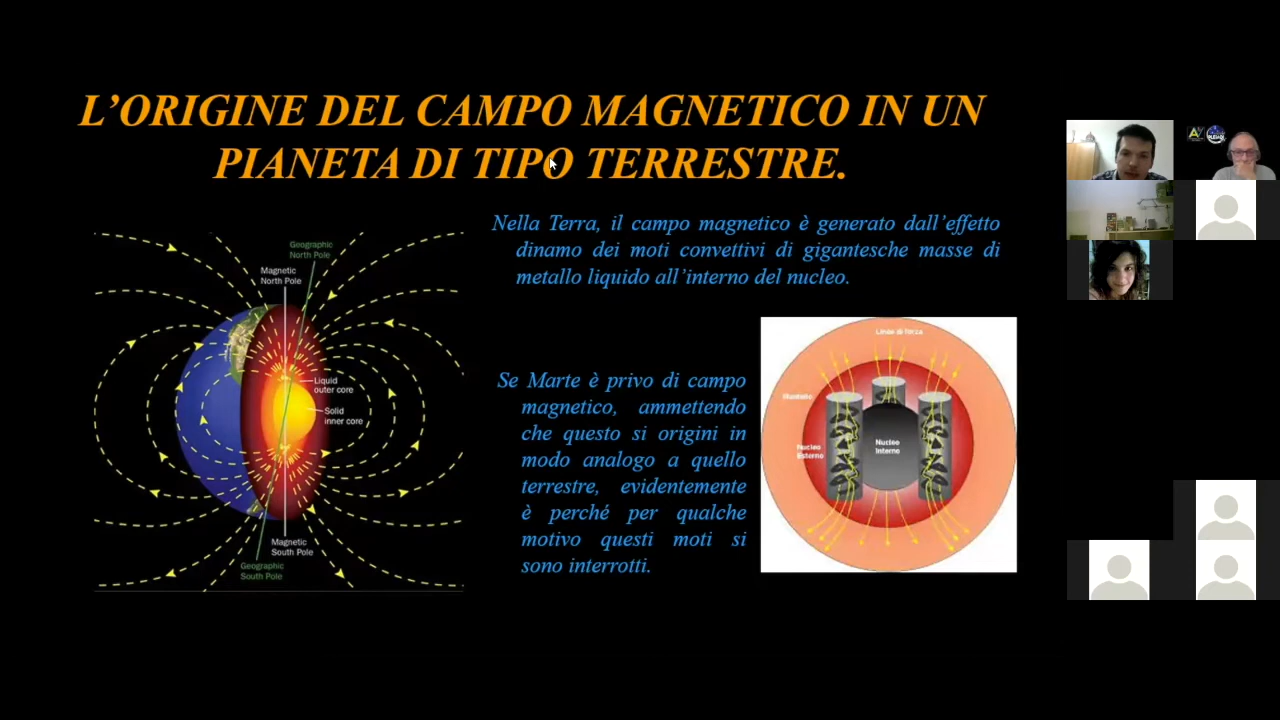 L’ORIGINE DEL CAMPO MAGNETICO IN UN
PIANETA DI TIPO TERRESTRE.
Nella Terra, il campo magnetico è generato dall’effetto
dinamo dei moti convettivi di gigantesche masse di
metallo liquido all’interno del nucleo.
Geographic
North Pole
Magnetic
North Pole
Liquid
outer core
Solid
inner core
Magnetic
South Pole
Geographic
South Pole
Se Marte è privo di campo
magnetico, ammettendo
che questo si origini in
modo analogo a quello
terrestre, evidentemente
è perché per qualche
motivo questi moti si
sono interrotti.
Linee di forza
Mantello
Nucleo
Esterno
Nucleo
Interno